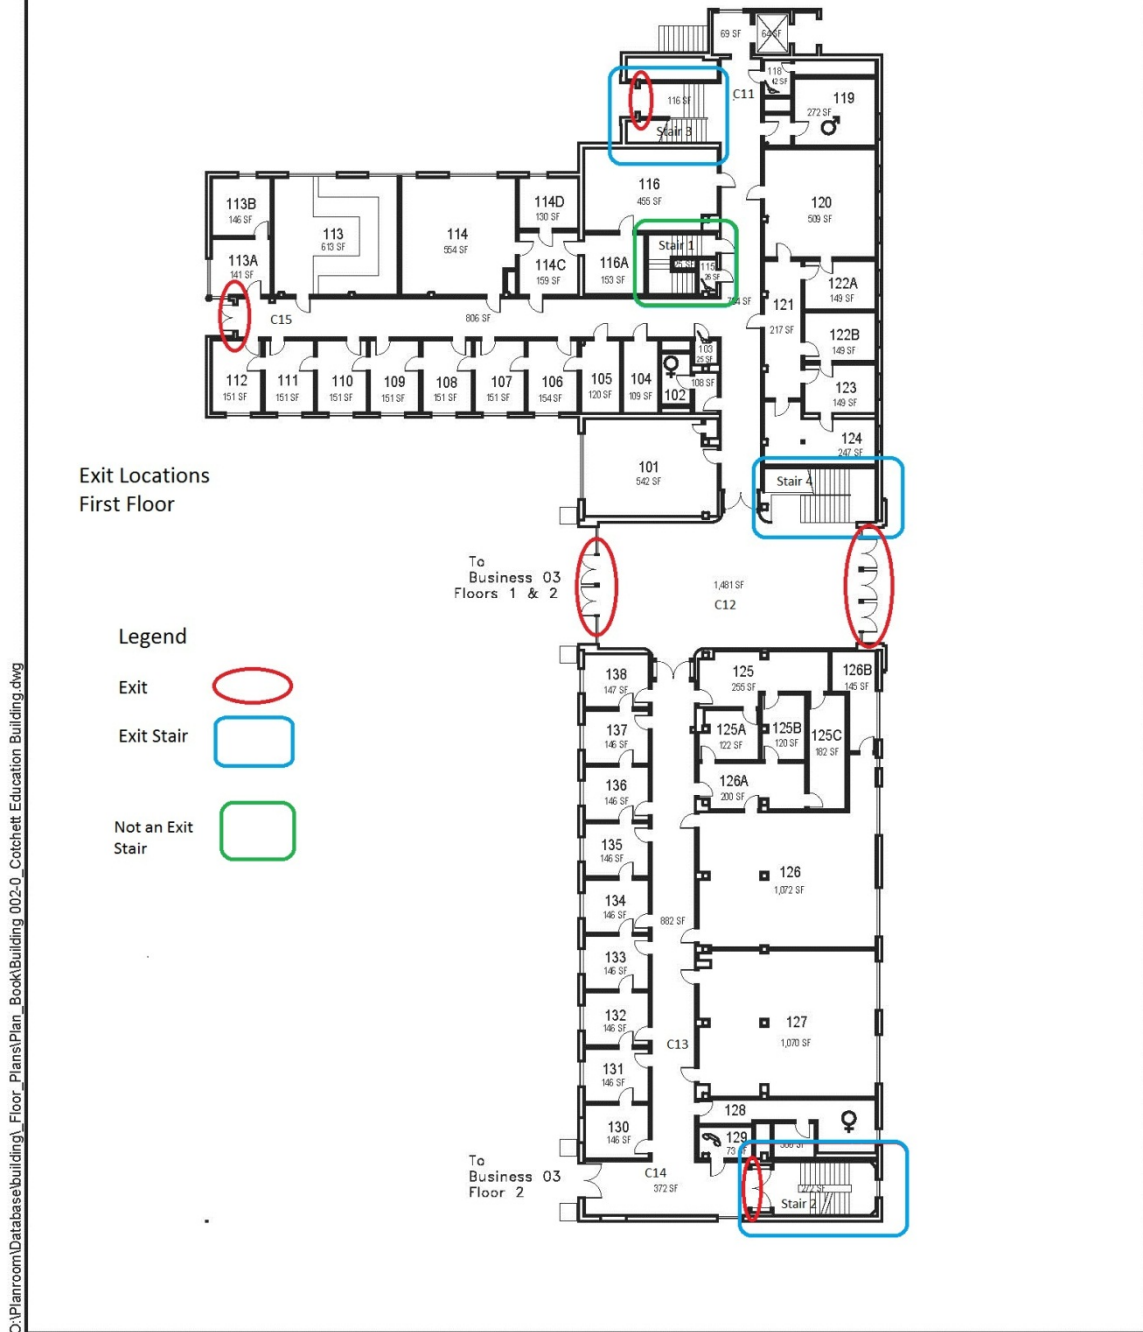 69 SF
64 SF
118
42 SF
C11
119
272 SF
116 SF
Stair 3
116
455 SF
120
509 SF
113B
146 SF
113
613 SF
114
554 SF
114D
130 SF
Stair 1
25 SF
115
26 SF
113A
141 SF
114C
159 SF
116A
153 SF
784 SF
121
217 SF
122A
149 SF
C15
806 SF
122B
149 SF
103
25 SF
112
151 SF
111
151 SF
110
151 SF
109
151 SF
108
151 SF
107
151 SF
106
154 SF
105
120 SF
104
109 SF
102
108 SF
123
149 SF
124
247 SF
101
542 SF
Stair 4
Exit Locations
First Floor
To
Business 03
Floors 1 & 2
1,481 SF
C12
Legend
Exit
Exit Stair
Not an Exit
Stair
138
147 SF
125
255 SF
126B
145 SF
137
146 SF
125A
122 SF
125B
120 SF
125C
182 SF
136
146 SF
126A
200 SF
135
146 SF
126
1,072 SF
134
146 SF
882 SF
133
146 SF
132
146 SF
127
1,070 SF
C13
131
146 SF
130
146 SF
128
129
73 SF
To
Business 03
Floor 2
C14
372 SF
272 SF
Stair 2
O:\Planroom\Database\building\_Floor_Plans\Plan_Book\Building 002-0_Cotchett Education Building.dwg